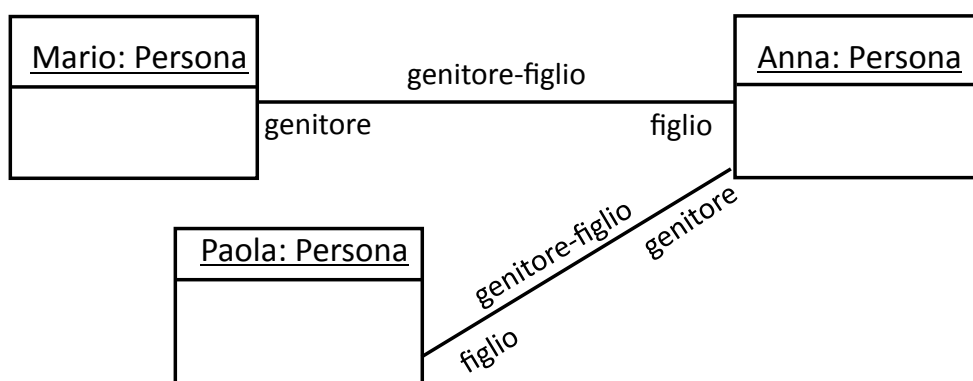 Mario: Persona
Anna: Persona
genitore-figlio
genitore
figlio
genitore-figlio
genitore
Paola: Persona
figlio